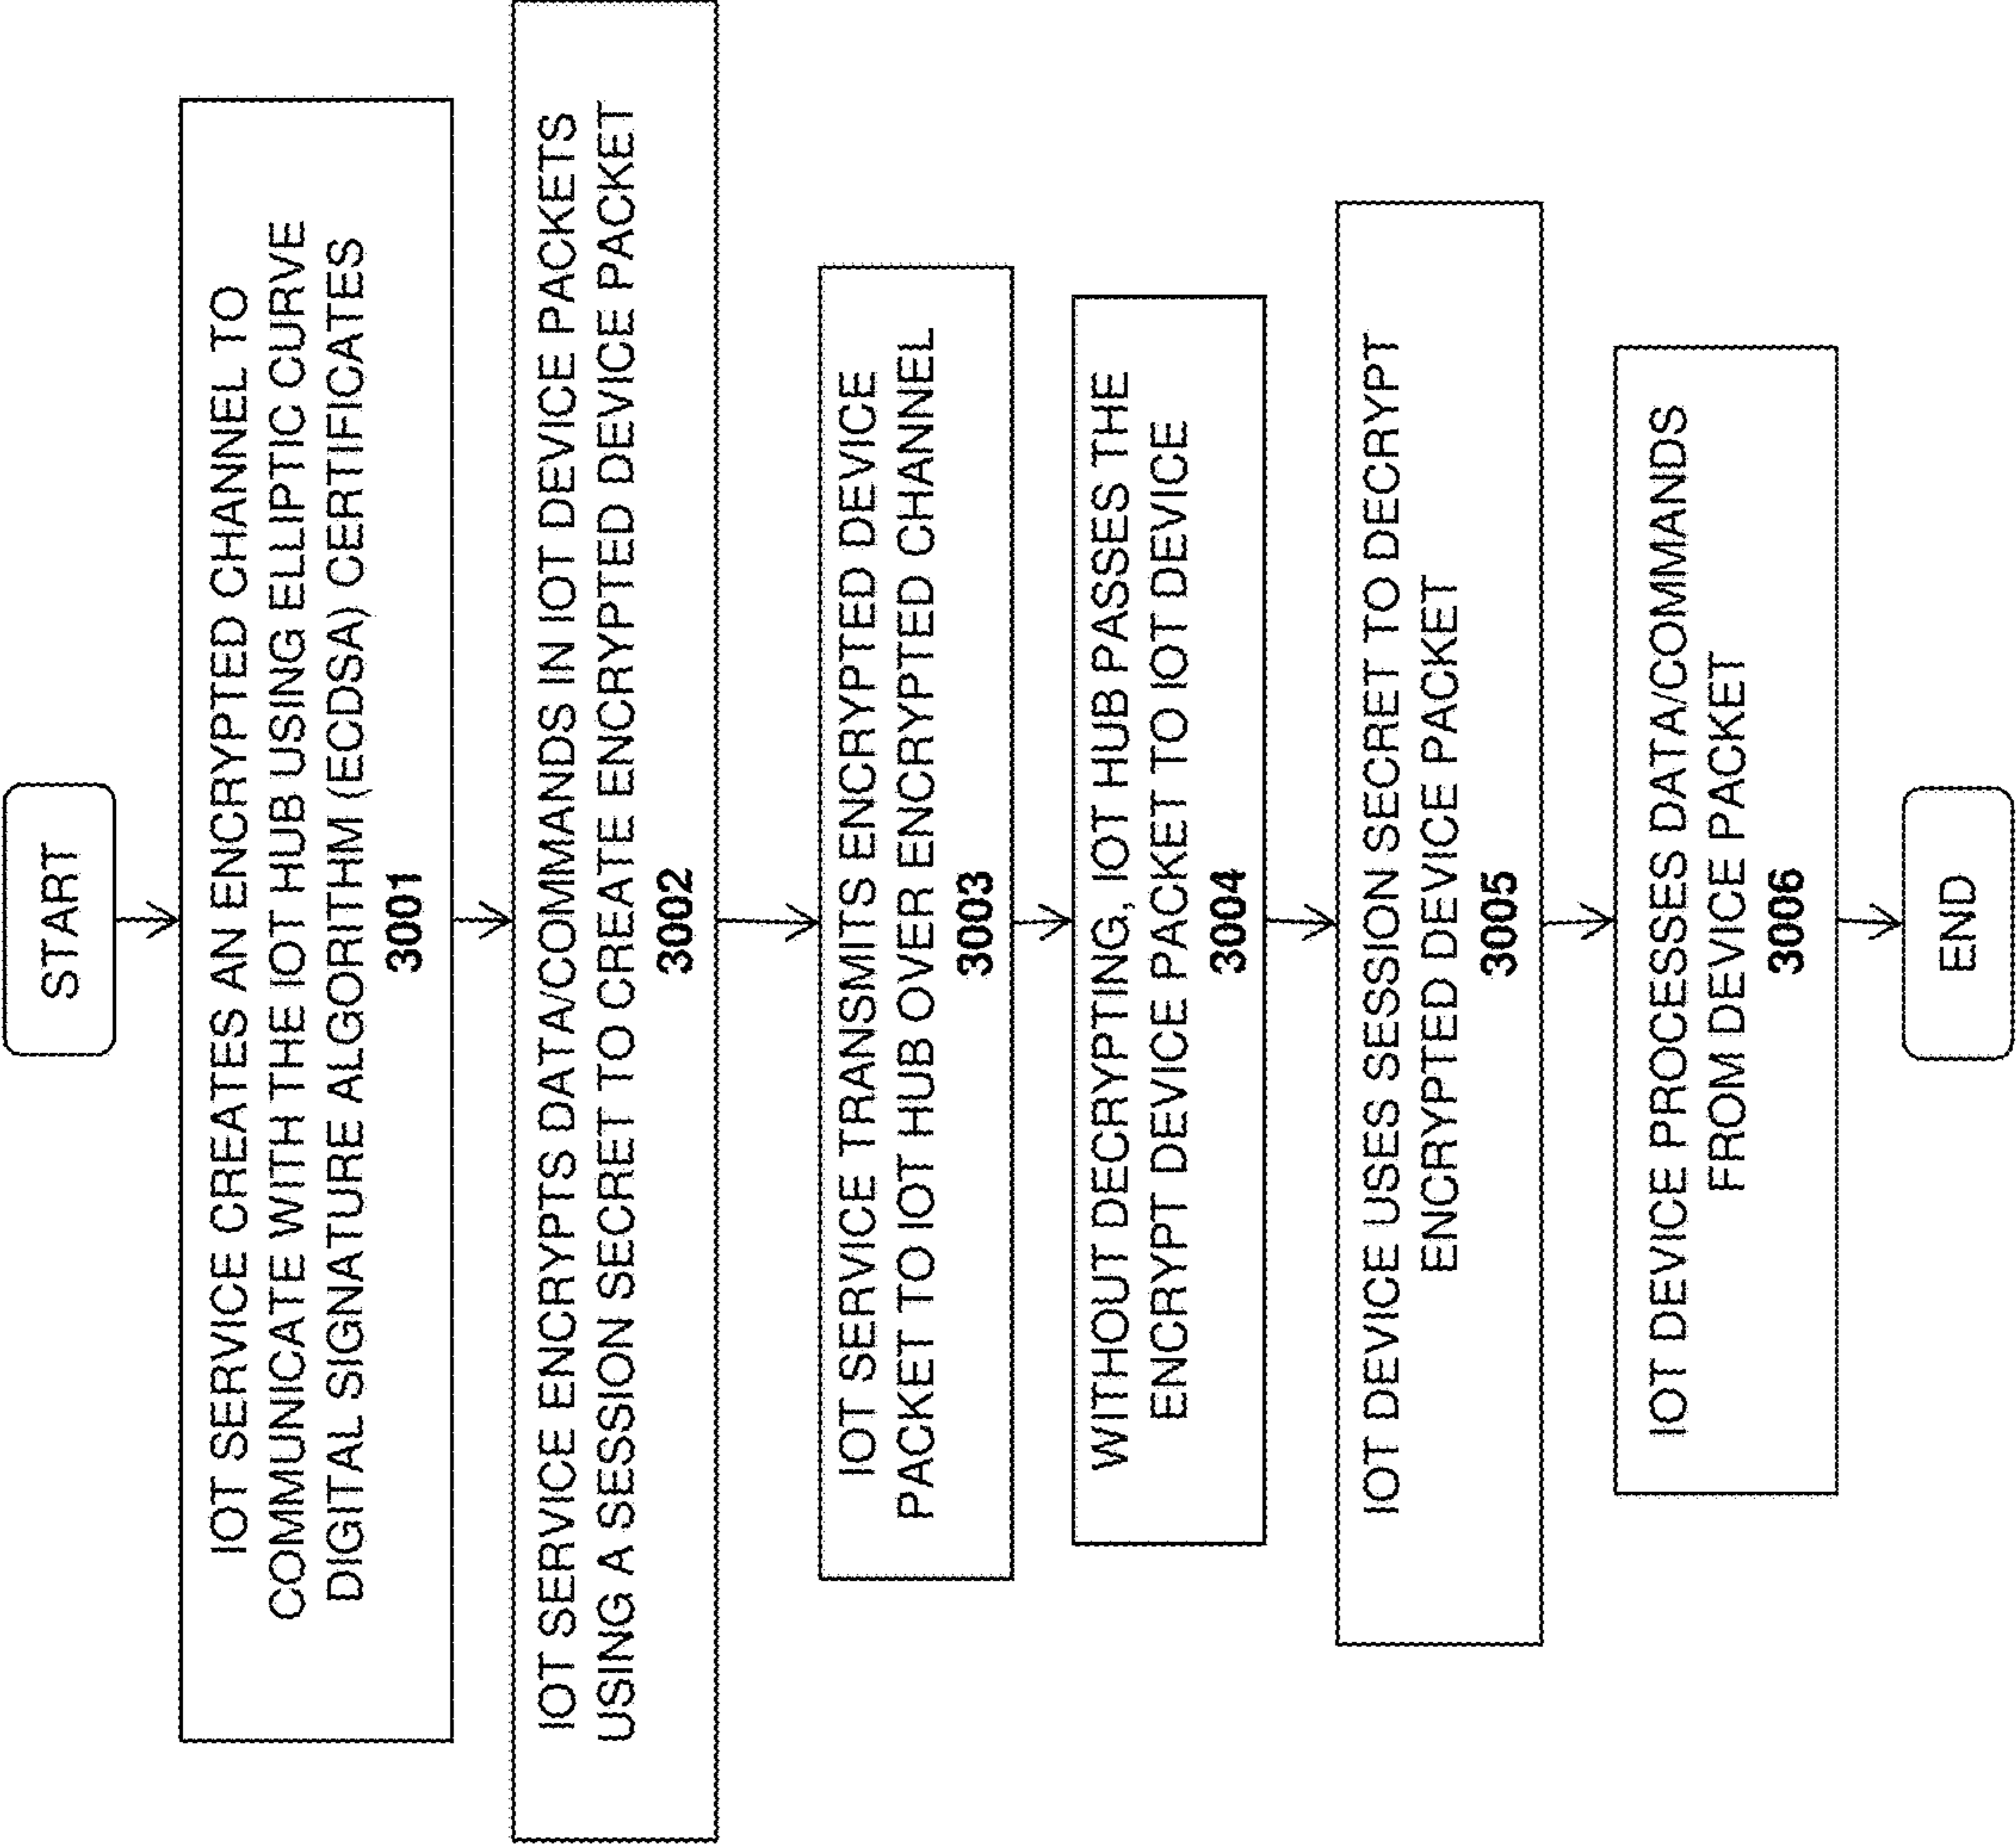 START
IOT SERVICE CREATES AN ENCRYPTED CHANNEL TO
COMMUNICATE WITH THE IOT HUB USING ELLIPTIC CURVE
DIGITAL SIGNATURE ALGORITHM (ECDSA) CERTIFICATES
3001
IOT SERVICE ENCRYPTS DATA/COMMANDS IN IOT DEVICE PACKETS
USING A SESSION SECRET TO CREATE ENCRYPTED DEVICE PACKET
3002
IOT SERVICE TRANSMITS ENCRYPTED DEVICE
PACKET TO IOT HUB OVER ENCRYPTED CHANNEL
3003
WITHOUT DECRYPTING, IOT HUB PASSES THE
ENCRYPT DEVICE PACKET TO IOT DEVICE
3004
IOT DEVICE USES SESSION SECRET TO DECRYPT
ENCRYPTED DEVICE PACKET
3005
IOT DEVICE PROCESSES DATA/COMMANDS
FROM DEVICE PACKET
3006
END